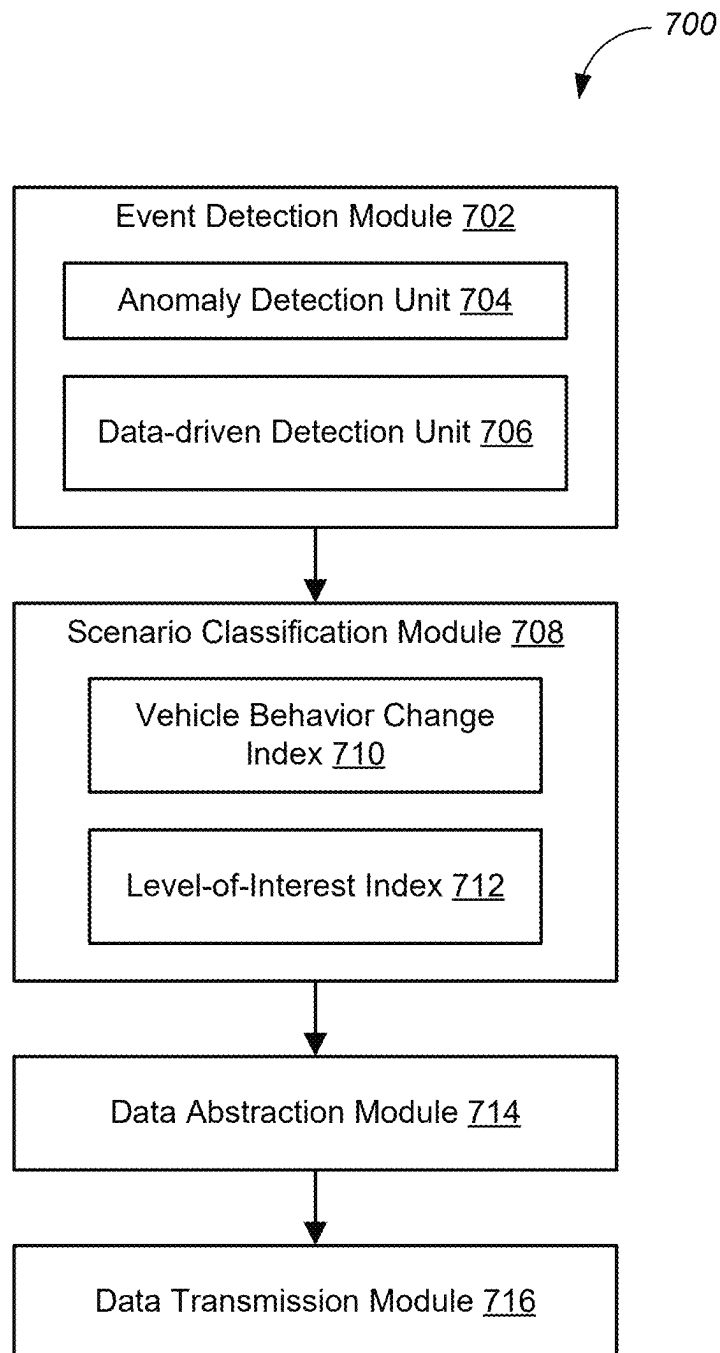 700
Event Detection Module 702
Anomaly Detection Unit 704
Data-driven Detection Unit 706
Scenario Classification Module 708
Vehicle Behavior Change
Index 710
Level-of-Interest Index 712
Data Abstraction Module 714
Data Transmission Module 716